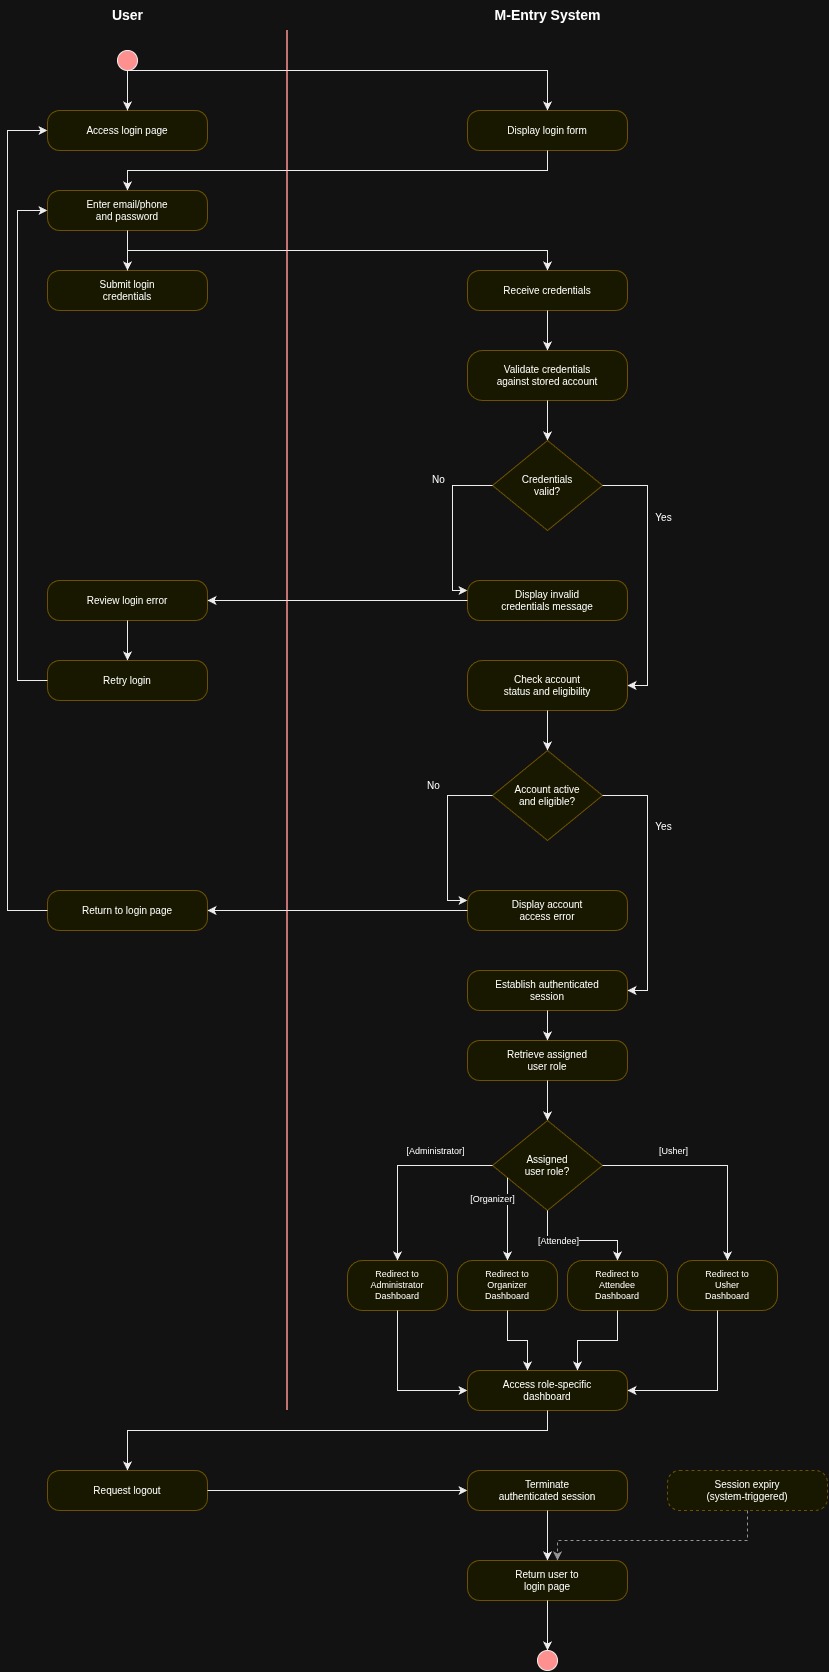 User
M-Entry System
Access login page
Display login form
Enter email/phone
and password
Submit login
credentials
Receive credentials
Validate credentials
against stored account
Credentials
valid?
No
Yes
Review login error
Display invalid
credentials message
Retry login
Check account
status and eligibility
Account active
and eligible?
No
Yes
Return to login page
Display account
access error
Establish authenticated
session
Retrieve assigned
user role
Assigned
user role?
[Administrator]
[Usher]
[Organizer]
[Attendee]
Redirect to
Administrator
Dashboard
Redirect to
Organizer
Dashboard
Redirect to
Attendee
Dashboard
Redirect to
Usher
Dashboard
Access role-specific
dashboard
Request logout
Terminate
authenticated session
Session expiry
(system-triggered)
Return user to
login page